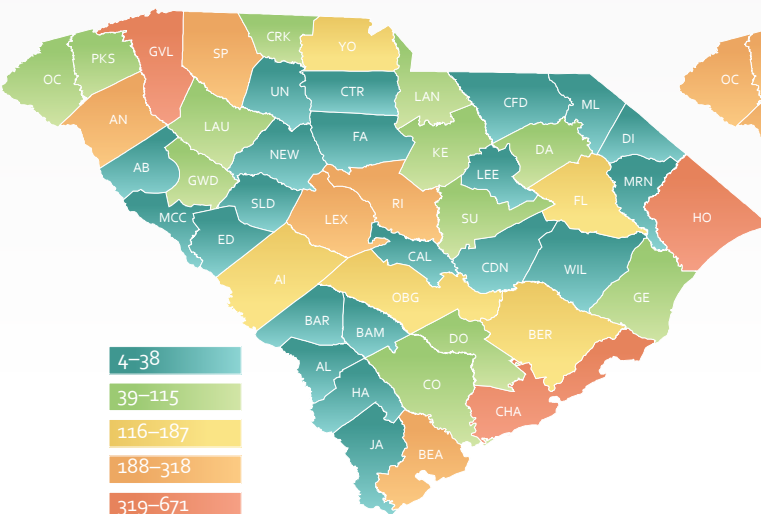 CRK
YO
PKS
GVL
SP
OC
OC
UN
CTR
LAN
CFD
ML
AN
LAU
FA
DI
NEW
KE
DA
AB
GWD
LEE
MRN
SLD
RI
FL
MCC
LEX
SU
HO
ED
CAL
CDN
WIL
AI
OBG
GE
BAR
BAM
DO
BER
AL
HA
CO
CHA
JA
BEA
4–38
39–115
116–187
188–318
319–671